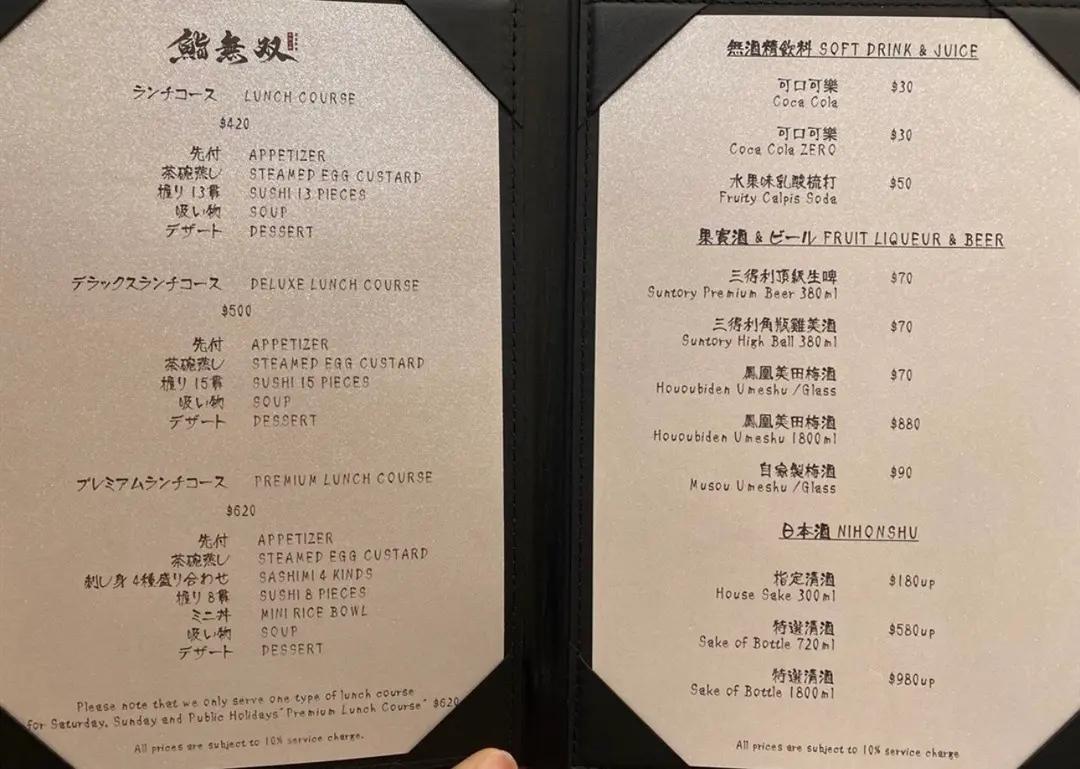 鮨無双
ランチコース LUNCH COURSE
$420
先付 APPETIZER
茶碗蒸し STEAMED EGG CUSTARD
握り 13貫 SUSHI 13 PIECES
吸い物 SOUP
デザート DESSERT
デラックスランチコース DELUXE LUNCH COURSE
$500
先付 APPETIZER
茶碗蒸し STEAMED EGG CUSTARD
握り 15貫 SUSHI 15 PIECES
吸い物 SOUP
デザート DESSERT
プレミアムランチコース PREMIUM LUNCH COURSE
$620
先付 APPETIZER
茶碗蒸し STEAMED EGG CUSTARD
刺し身 4種盛り合わせ SASHIMI 4 KINDS
握り 8貫 SUSHI 8 PIECES
ミニ丼 MINI RICE BOWL
吸い物 SOUP
デザート DESSERT
Please note that we only serve one type of lunch course
for Saturday, Sunday and Public Holidays"Premium Lunch Course" $620
All prices are subject to 10% service charge.
無酒精飲料 SOFT DRINK & JUICE
可口可樂 $30
Coca Cola
可口可樂 $30
Coca Cola ZERO
水果味乳酸梳打 $50
Fruity Calpis Soda
果實酒 & ビール FRUIT LIQUEUR & BEER
三得利頂級生啤 $70
Suntory Premium Beer 380ml
三得利角瓶雞美酒 $70
Suntory High Ball 380ml
鳳凰美田梅酒 $70
Hououbiden Umeshu /Glass
鳳凰美田梅酒 $880
Hououbiden Umeshu 1800ml
自家製梅酒 $90
Musou Umeshu /Glass
日本酒 NIHONSHU
指定清酒 $180up
House Sake 300ml
特選清酒 $580up
Sake of Bottle 720ml
特選清酒 $980up
Sake of Bottle 1800ml
All prices are subject to 10% service charge